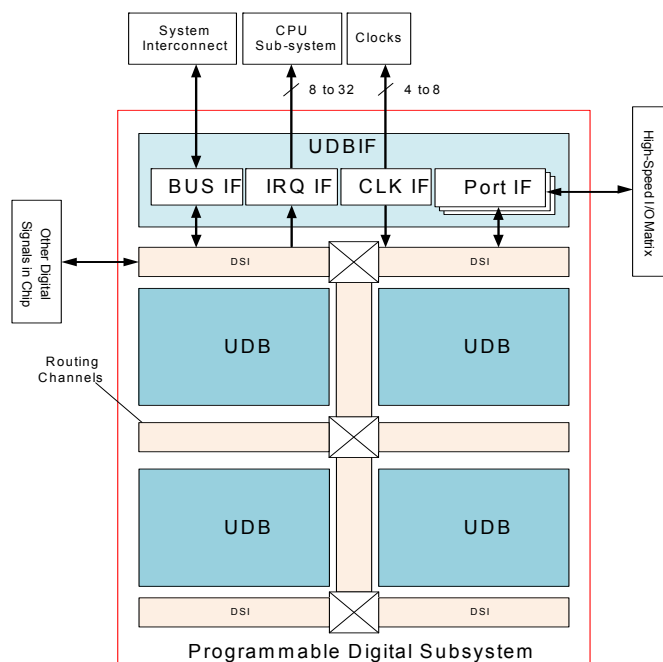 System
Interconnect
CPU
Sub-system
Clocks
8 to 32
4 to 8
High-Speed I/O Matrix
UDBIF
BUS IF
IRQ IF
CLK IF
Port IF
Other Digital
Signals in Chip
DSI
DSI
UDB
UDB
Routing
Channels
UDB
UDB
DSI
DSI
Programmable Digital Subsystem